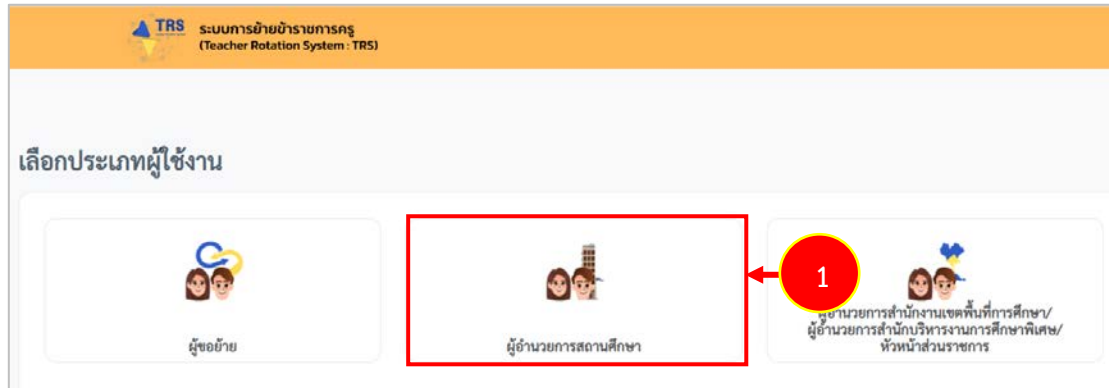 TRS
ระบบการย้ายข้าราชการครู
(Teacher Rotation System : TRS)
เลือกประเภทผู้ใช้งาน
ผู้ขอย้าย
ผู้อำนวยการสถานศึกษา
1
ผู้อำนวยการสำนักงานเขตพื้นที่การศึกษา/
ผู้อำนวยการสำนักบริหารงานการศึกษาพิเศษ/
หัวหน้าส่วนราชการ